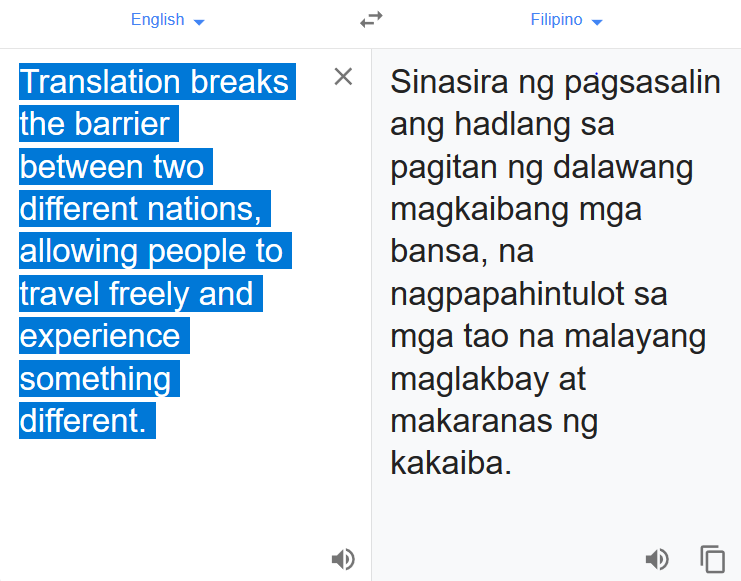 English
Filipino
Translation breaks
the barrier
between two
different nations,
allowing people to
travel freely and
experience
something
different.
Sinasira ng pagsasalin
ang hadlang sa
pagitan ng dalawang
magkaibang mga
bansa, na
nagpapahintulot sa
mga tao na malayang
maglakbay at
makaranas ng
kakaiba.